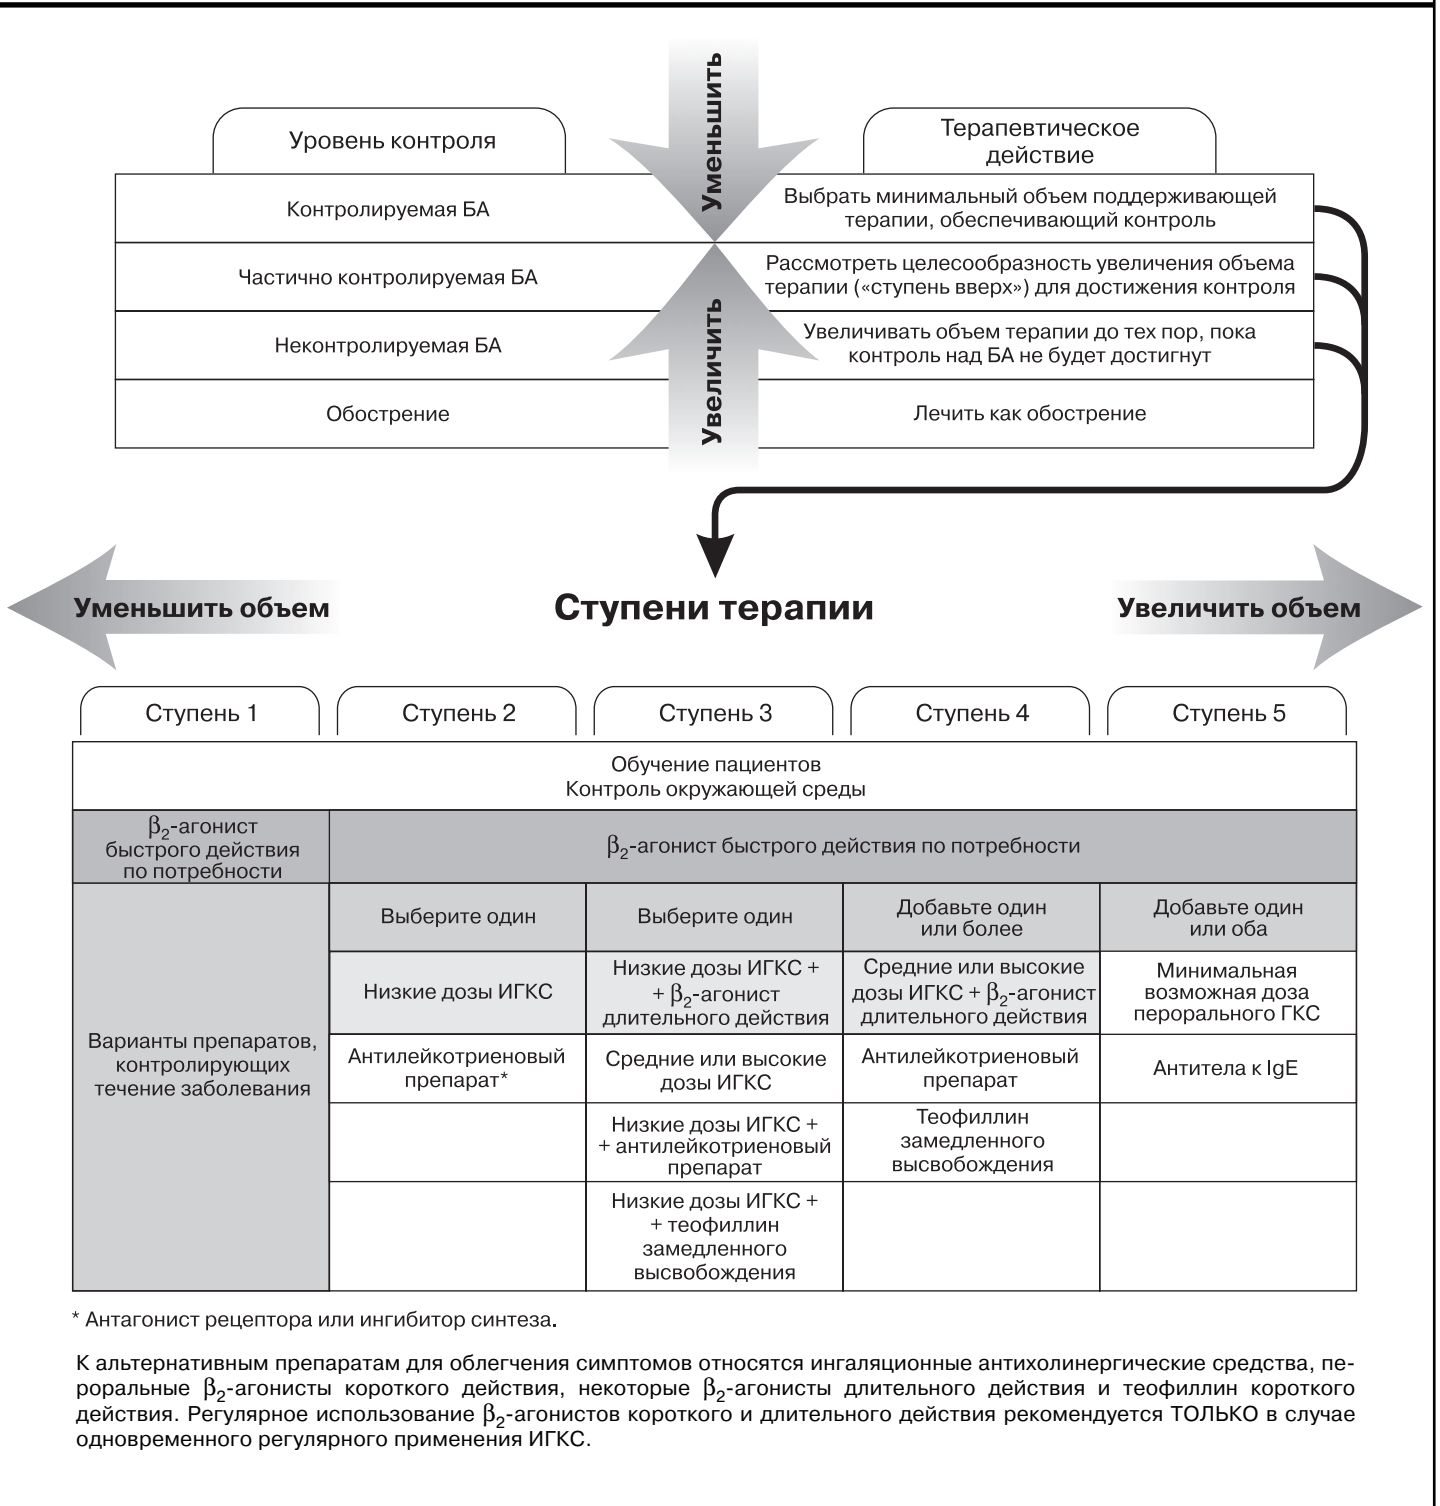 Уменьшить
Уровень контроля
Терапевтическое
действие
Контролируемая БА
Выбрать минимальный объем поддерживающей
терапии, обеспечивающий контроль
Частично контролируемая БА
Рассмотреть целесообразность увеличения объема
терапии («ступень вверх») для достижения контроля
Неконтролируемая БА
Увеличивать объем терапии до тех пор, пока
контроль над БА не будет достигнут
Увеличить
Обострение
Лечить как обострение
Уменьшить объем
Ступени терапии
Увеличить объем
Ступень 1
Ступень 2
Ступень 3
Ступень 4
Ступень 5
Обучение пациентов
Контроль окружающей среды
β₂-агонист
быстрого действия
по потребности
β₂-агонист быстрого действия по потребности
Варианты препаратов,
контролирующих
течение заболевания
Выберите один
Выберите один
Добавьте один
или более
Добавьте один
или оба
Низкие дозы ИГКС
Низкие дозы ИГКС +
+ β₂-агонист
длительного действия
Средние или высокие
дозы ИГКС + β₂-агонист
длительного действия
Минимальная
возможная доза
перорального ГКС
Антилейкотриеновый
препарат*
Средние или высокие
дозы ИГКС
Антилейкотриеновый
препарат
Антитела к IgE
Низкие дозы ИГКС +
+ антилейкотриеновый
препарат
Теофиллин
замедленного
высвобождения
Низкие дозы ИГКС +
+ теофиллин
замедленного
высвобождения
* Антагонист рецептора или ингибитор синтеза.
К альтернативным препаратам для облегчения симптомов относятся ингаляционные антихолинергические средства, пе-
роральные β₂-агонисты короткого действия, некоторые β₂-агонисты длительного действия и теофиллин короткого
действия. Регулярное использование β₂-агонистов короткого и длительного действия рекомендуется ТОЛЬКО в случае
одновременного регулярного применения ИГКС.